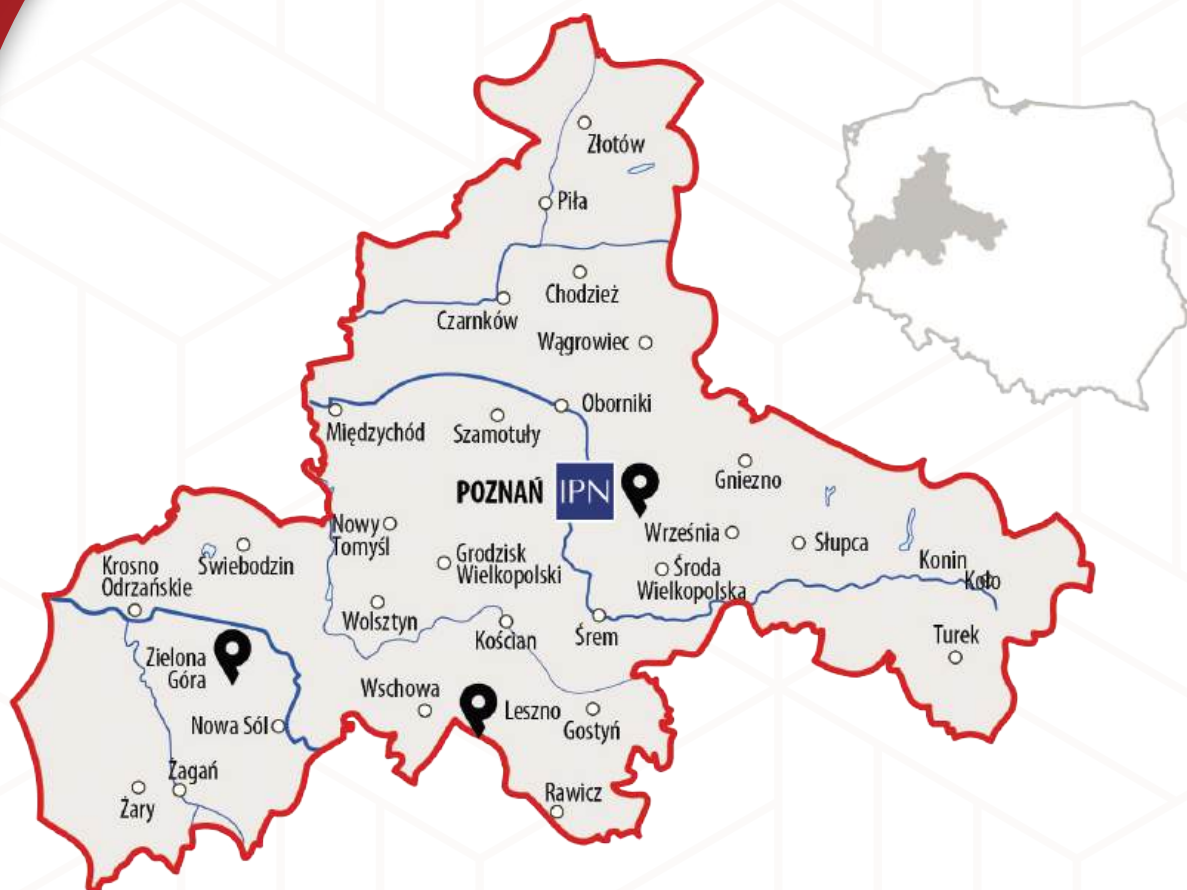 Złotów
Piła
Chodzież
Czarnków
Wągrowiec
Oborniki
Międzychód
Szamotuły
POZNAŃ IPN
Gniezno
Nowy
Tomyśl
Września
Słupca
Grodzisk
Wielkopolski
Środa
Wielkopolska
Konin
Koło
Krosno
Odrzańskie
Świebodzin
Wolsztyn
Kościan
Śrem
Turek
Zielona
Góra
Wschowa
Leszno
Gostyń
Nowa Sól
Żagań
Żary
Rawicz